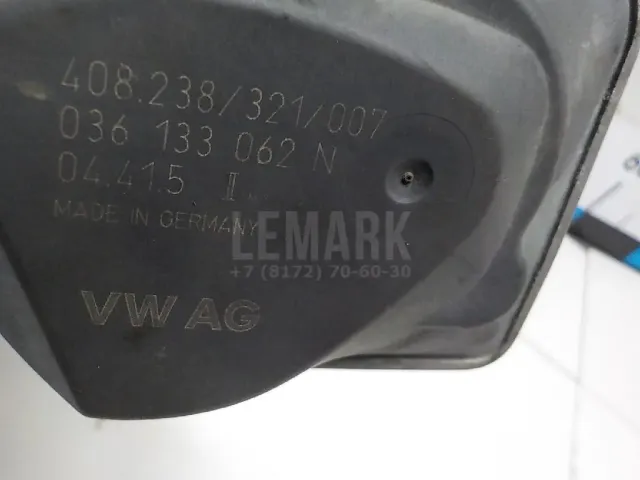 408.238/321/007
036 133 062 N
04.41.5 II
MADE IN GERMANY
LEMARK
+7 (8172) 70-60-30
VW AG